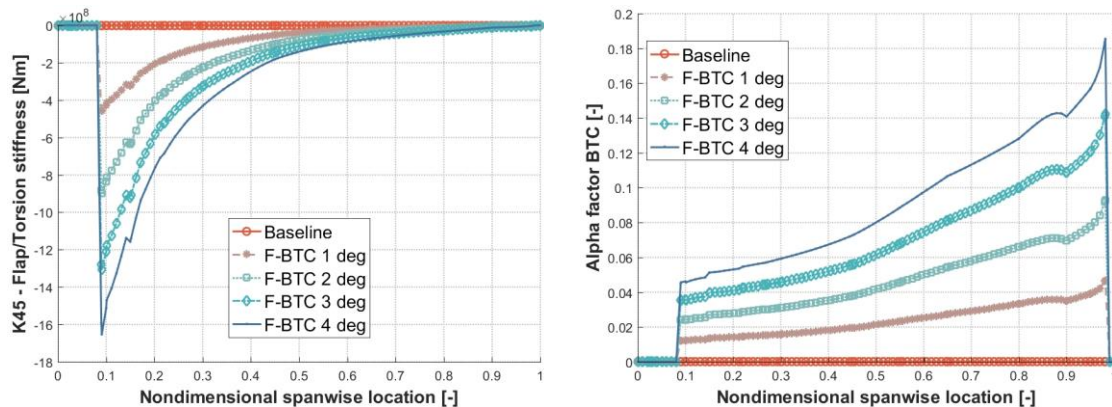 ×10⁸
K45 - Flap/Torsion stiffness [Nm]
0
-2
-4
-6
-8
-10
-12
-14
-16
-18
0 0.1 0.2 0.3 0.4 0.5 0.6 0.7 0.8 0.9 1
Nondimensional spanwise location [-]
Baseline
F-BTC 1 deg
F-BTC 2 deg
F-BTC 3 deg
F-BTC 4 deg
Alpha factor BTC [-]
0.2
0.18
0.16
0.14
0.12
0.1
0.08
0.06
0.04
0.02
0
0 0.1 0.2 0.3 0.4 0.5 0.6 0.7 0.8 0.9
Nondimensional spanwise location [-]
Baseline
F-BTC 1 deg
F-BTC 2 deg
F-BTC 3 deg
F-BTC 4 deg